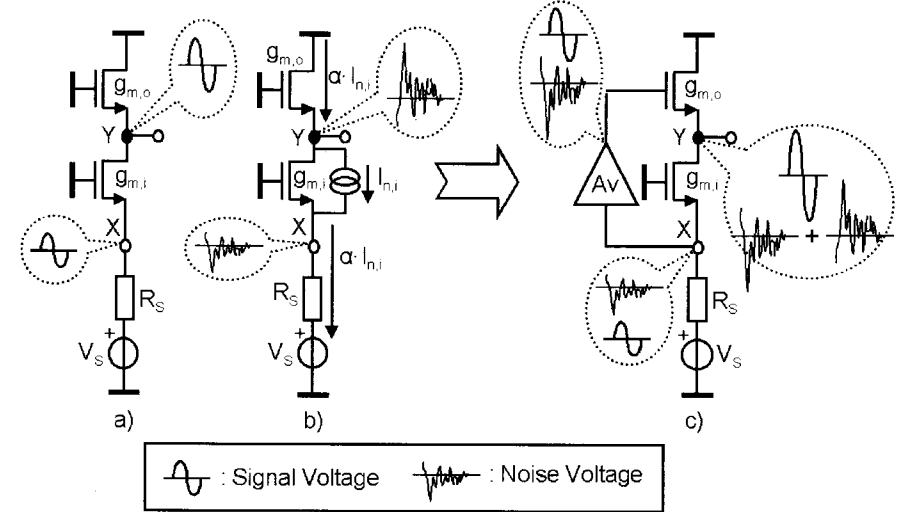 g_{m,o}
Y
g_{m,i}
X
R_S
+
V_S
a)
g_{m,o}
α· I_{n,i}
Y
g_{m,i}
I_{n,i}
X
α· I_{n,i}
R_S
+
V_S
b)
g_{m,o}
Y
Av
g_{m,i}
+
X
R_S
+
V_S
c)
: Signal Voltage
: Noise Voltage